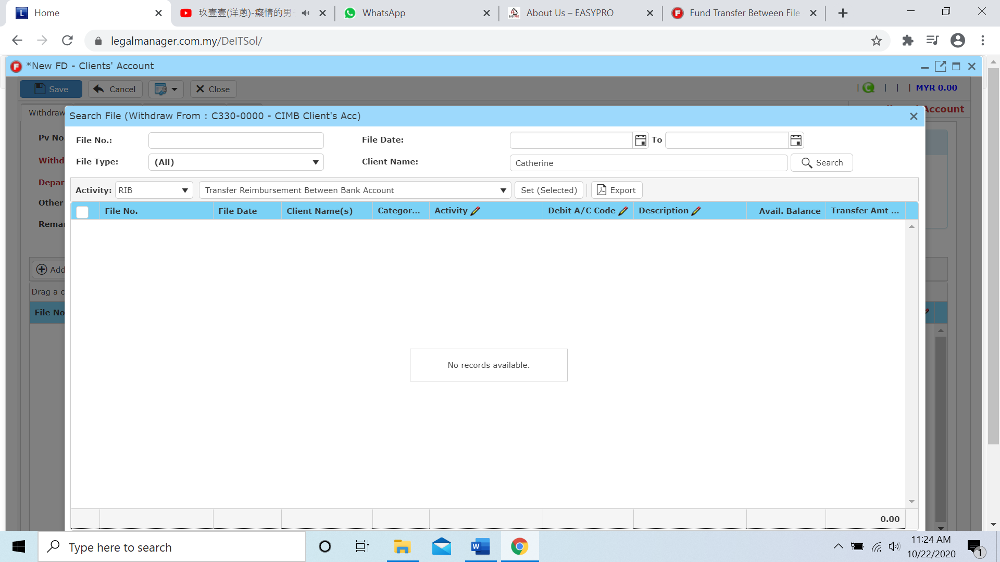 Home
玖壹壹(洋蔥)-癡情的男
WhatsApp
About Us – EASYPRO
Fund Transfer Between File
legalmanager.com.my/DeITSol/
*New FD - Clients' Account
Save
Cancel
Close
| | | | MYR 0.00
Withdraw
Account
Search File (Withdraw From : C330-0000 - CIMB Client's Acc)
Pv No
File No.:
File Date:
To
Withd
File Type:
(All)
Client Name:
Catherine
Search
Depar
Activity:
RIB
Transfer Reimbursement Between Bank Account
Set (Selected)
Export
Other
File No.
File Date
Client Name(s)
Categor...
Activity
Debit A/C Code
Description
Avail. Balance
Transfer Amt ...
Remar
Add
Drag a c
File No
No records available.
0.00
Type here to search
11:24 AM
10/22/2020
1